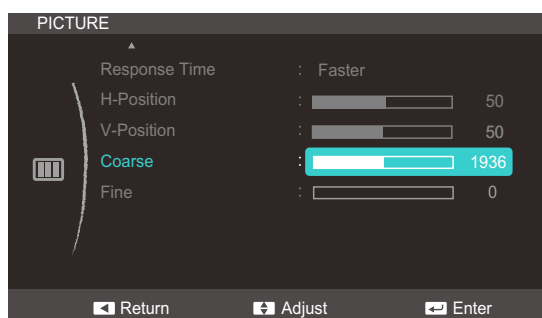 PICTURE
Response Time : Faster
H-Position : 50
V-Position : 50
Coarse : 1936
Fine : 0
Return Adjust Enter